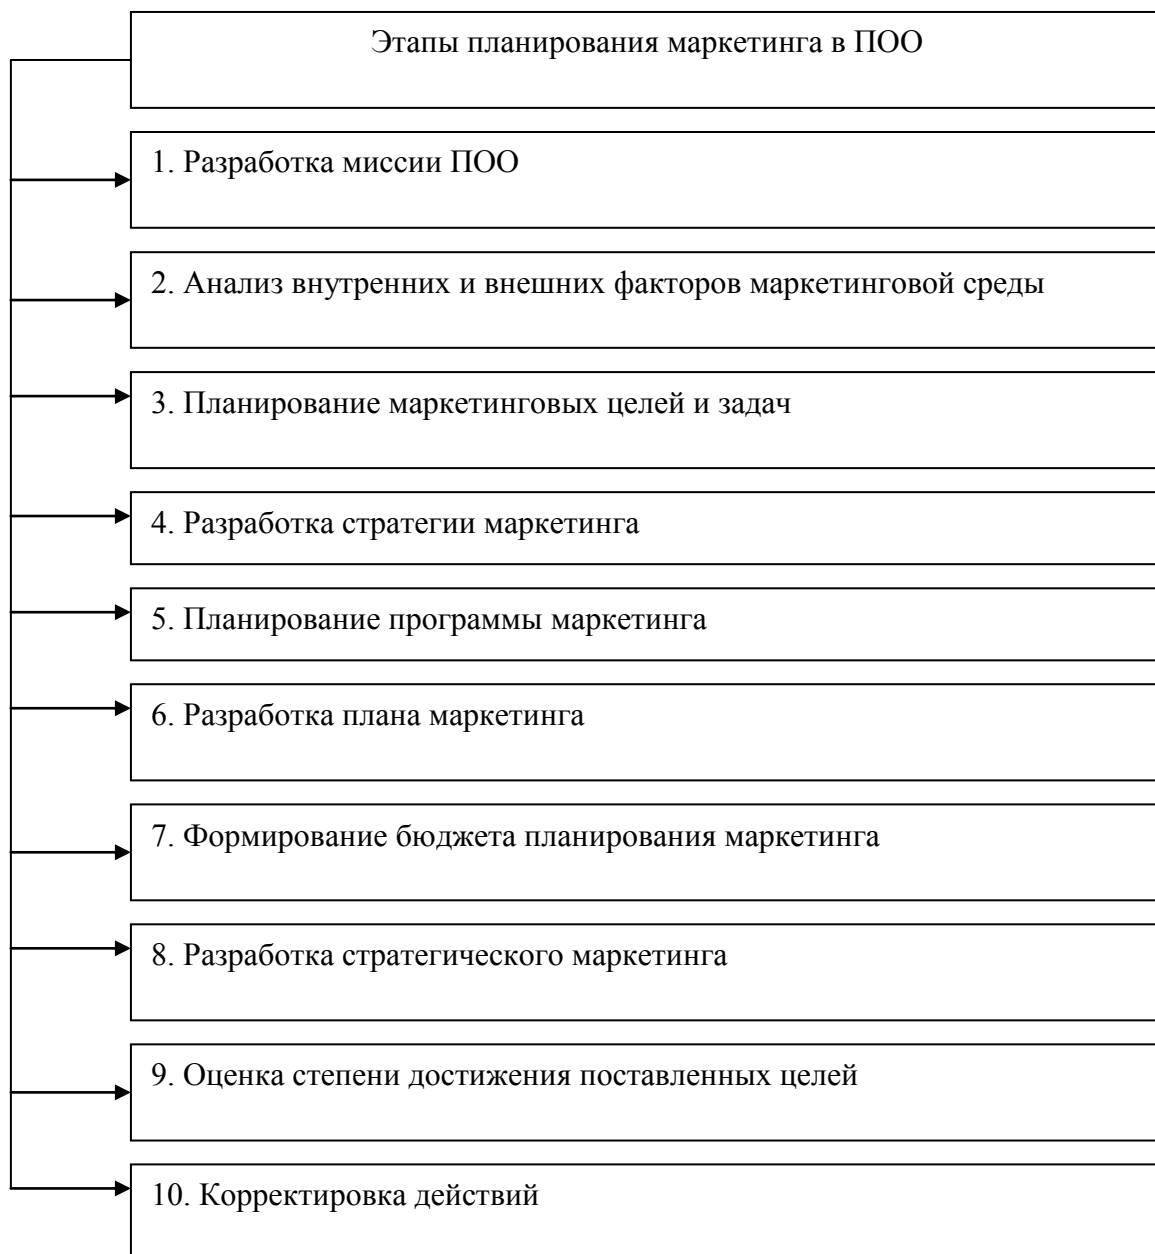 Этапы планирования маркетинга в ПОО
1. Разработка миссии ПОО
2. Анализ внутренних и внешних факторов маркетинговой среды
3. Планирование маркетинговых целей и задач
4. Разработка стратегии маркетинга
5. Планирование программы маркетинга
6. Разработка плана маркетинга
7. Формирование бюджета планирования маркетинга
8. Разработка стратегического маркетинга
9. Оценка степени достижения поставленных целей
10. Корректировка действий